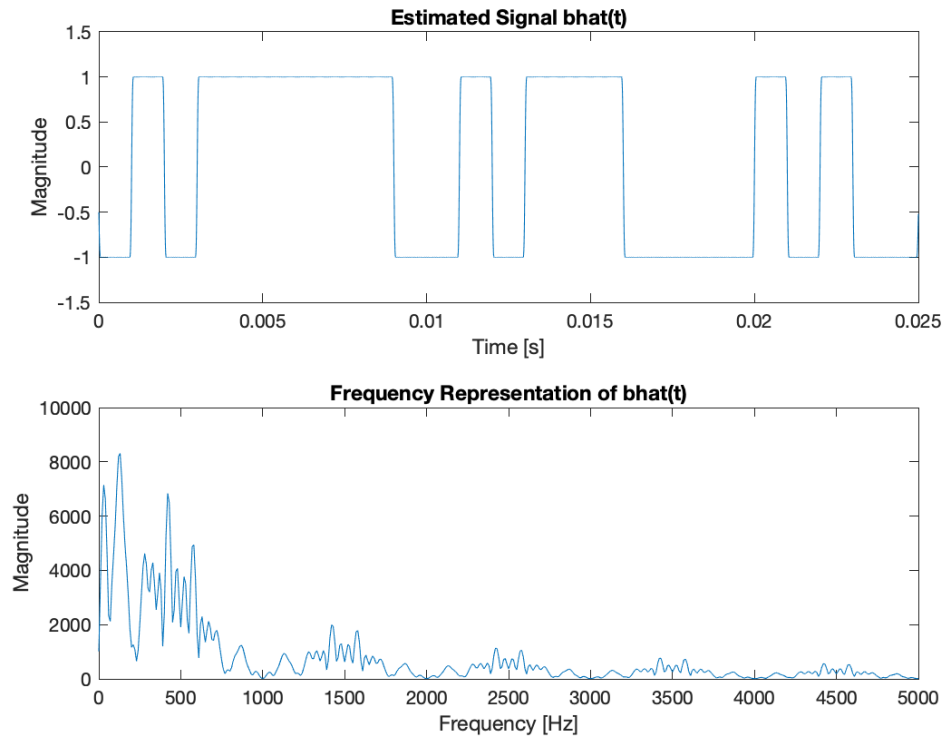 Estimated Signal bhat(t)
1.5
1
0.5
0
-0.5
-1
-1.5
Magnitude
0 0.005 0.01 0.015 0.02 0.025
Time [s]
Frequency Representation of bhat(t)
10000
8000
6000
4000
2000
0
Magnitude
0 500 1000 1500 2000 2500 3000 3500 4000 4500 5000
Frequency [Hz]